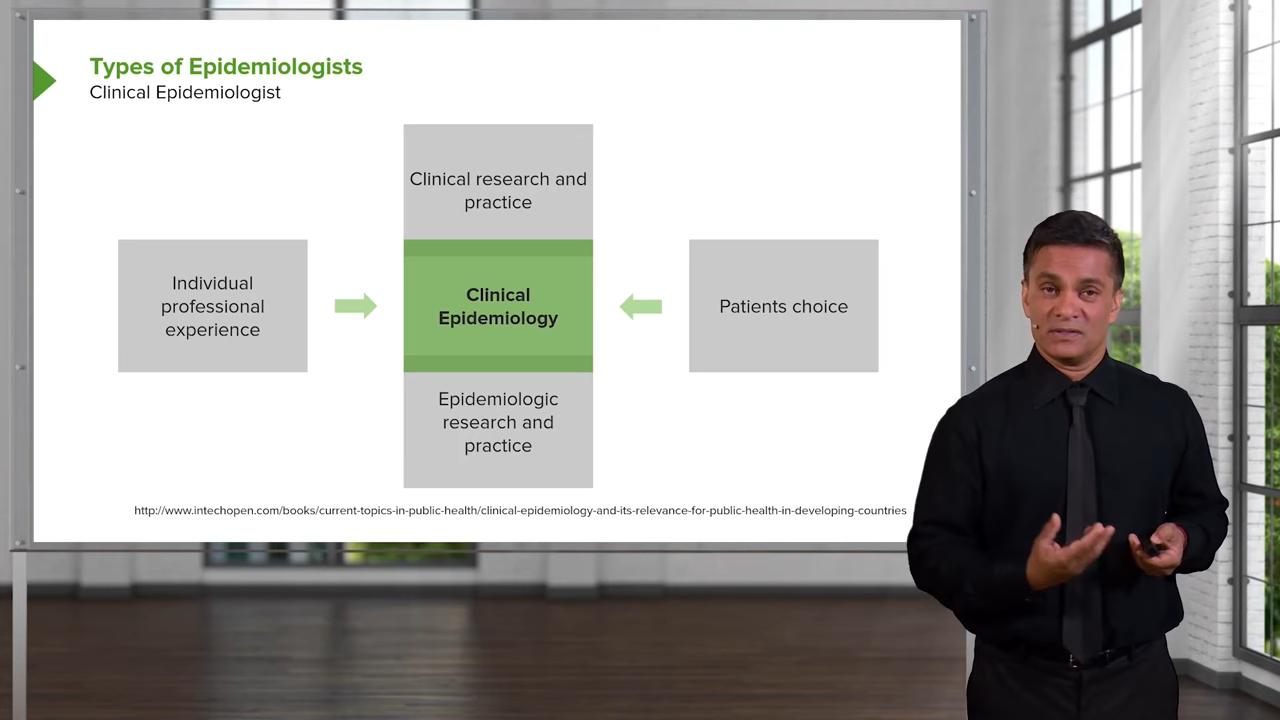 Types of Epidemiologists
Clinical Epidemiologist
Clinical research and
practice
Individual
professional
experience
Clinical
Epidemiology
Patients choice
Epidemiologic
research and
practice
http://www.intechopen.com/books/current-topics-in-public-health/clinical-epidemiology-and-its-relevance-for-public-health-in-developing-countries